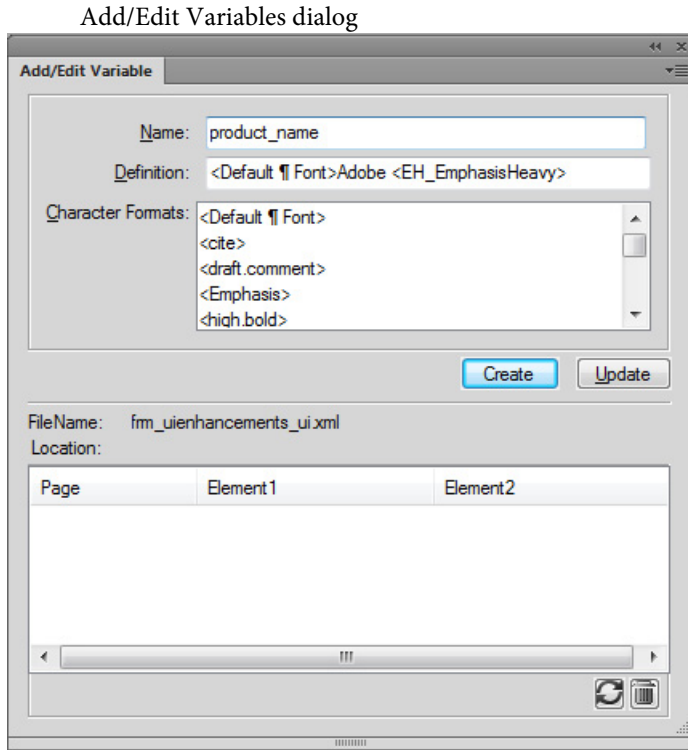 Add/Edit Variables dialog
Add/Edit Variable
Name: product_name
Definition: <Default ¶ Font>Adobe <EH_EmphasisHeavy>
Character Formats: <Default ¶ Font>
<cite>
<draft.comment>
<Emphasis>
<high.bold>
Create Update
FileName: frm_uienhancements_ui.xml
Location:
Page Element1 Element2